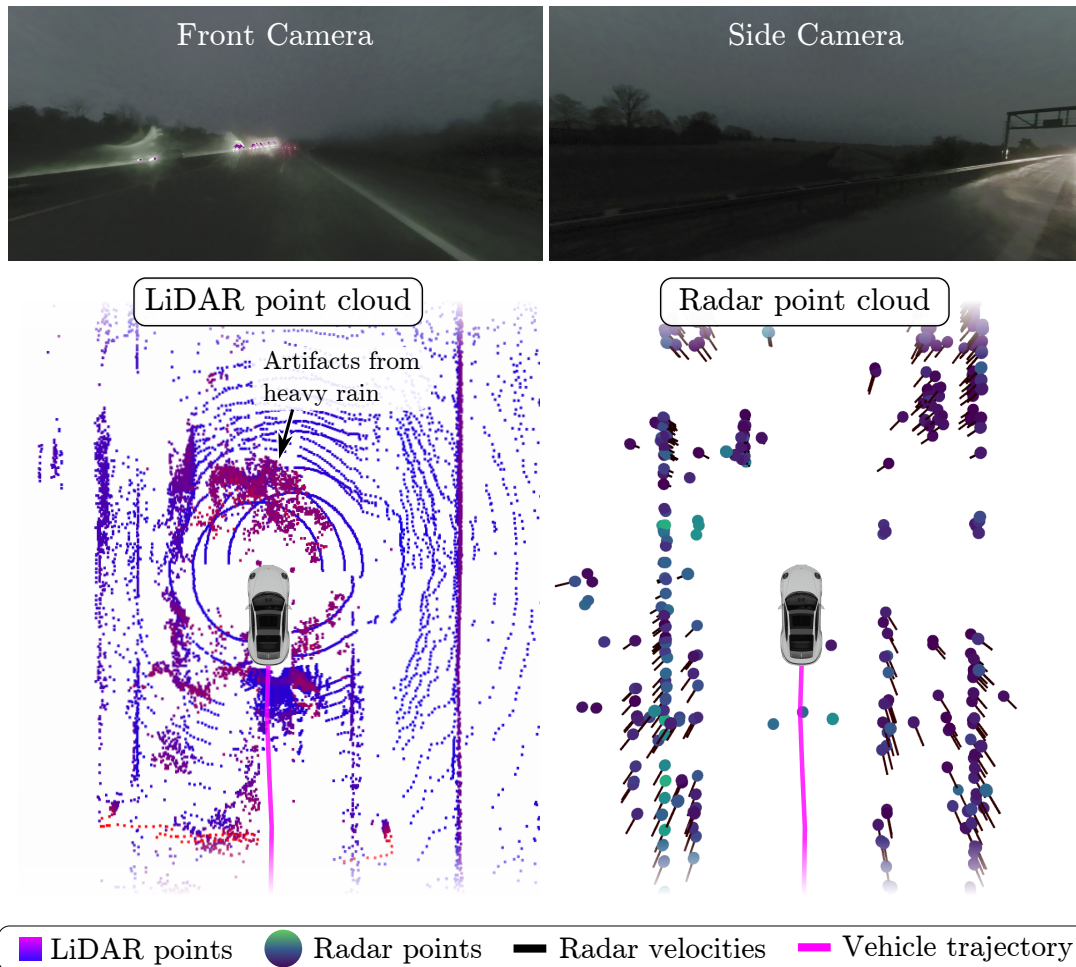 Front Camera
Side Camera
LiDAR point cloud
Radar point cloud
Artifacts from
heavy rain
LiDAR points
Radar points
Radar velocities
Vehicle trajectory